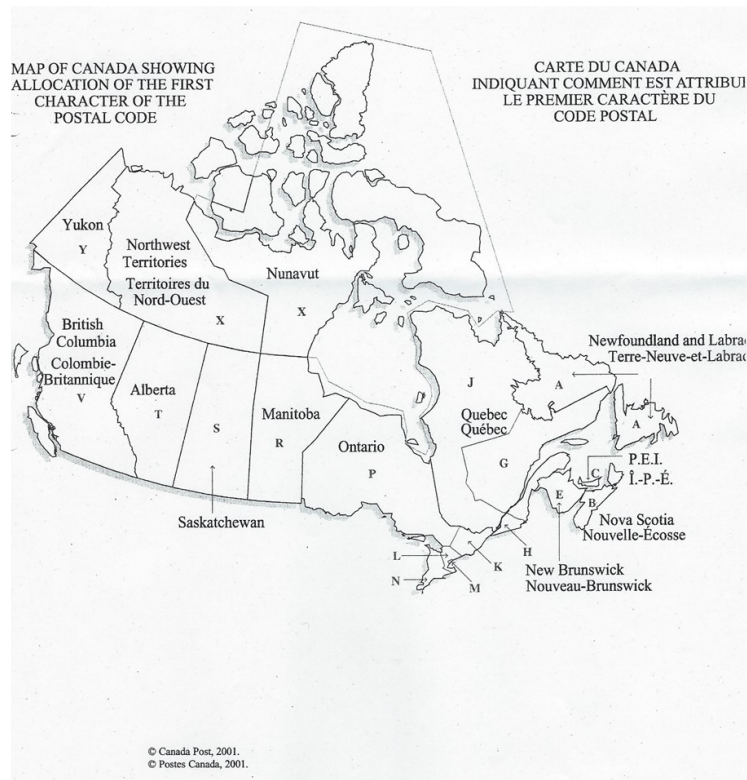 MAP OF CANADA SHOWING
ALLOCATION OF THE FIRST
CHARACTER OF THE
POSTAL CODE
CARTE DU CANADA
INDIQUANT COMMENT EST ATTRIBU
LE PREMIER CARACTÈRE DU
CODE POSTAL
Yukon
Y
Northwest
Territories
Territoires du
Nord-Ouest
X
Nunavut
X
British
Columbia
Colombie-
Britannique
V
Alberta
T
S
Saskatchewan
Manitoba
R
Ontario
P
J
Quebec
Québec
G
Newfoundland and Labra
Terre-Neuve-et-Labra
A
A
P.E.I.
Î.-P.-É.
C
E
B
Nova Scotia
Nouvelle-Écosse
H
New Brunswick
Nouveau-Brunswick
K
L
M
N
© Canada Post, 2001.
© Postes Canada, 2001.